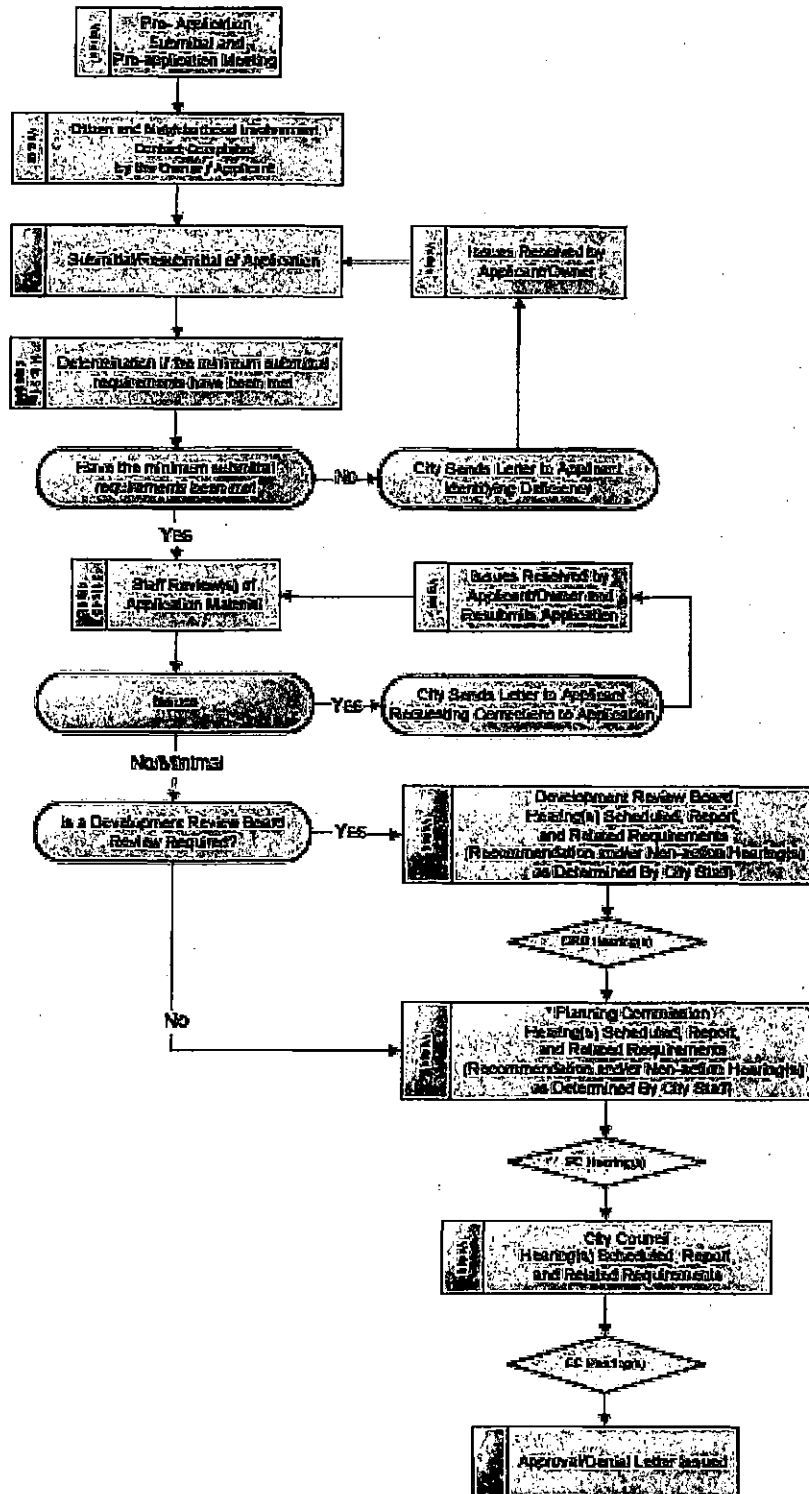 Pre-Application
Submittal and
Pre-application Meeting
Citizen and Neighborhood Involvement
Contact Completed
by the Owner / Applicant
Submittal/Resubmittal of Application
Issues Resolved by
Applicant/Owner
Determination if the minimum submittal
requirements have been met
Have the minimum submittal
requirements been met
No
City Sends Letter to Applicant
Identifying Deficiency
Yes
Staff Review(s) of
Application Material
Issues Resolved by
Applicant/Owner and
Resubmits Application
Issues
YES
City Sends Letter to Applicant
Requesting Corrections to Application
No/Minimal
Is a Development Review Board
Review Required?
YES
Development Review Board
Hearing(s) Scheduled, Report,
and Related Requirements
(Recommendation and/or Non-action Hearing(s)
as Determined By City Staff)
DRB Hearing(s)
No
Planning Commission
Hearing(s) Scheduled, Report,
and Related Requirements
(Recommendation and/or Non-action Hearing(s)
as Determined By City Staff)
PC Hearing(s)
City Council
Hearing(s) Scheduled, Report,
and Related Requirements
CC Hearing(s)
Approval/Denial Letter Issued